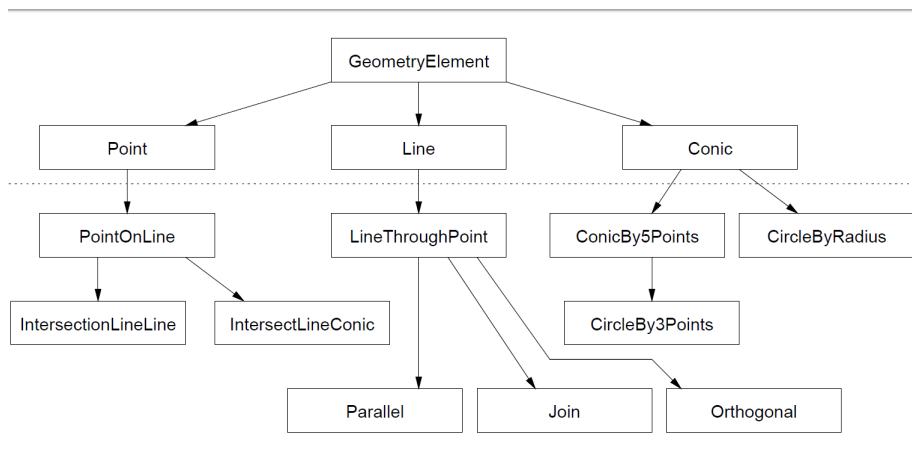 GeometryElement
Point
Line
Conic
PointOnLine
LineThroughPoint
ConicBy5Points
CircleByRadius
IntersectionLineLine
IntersectLineConic
CircleBy3Points
Parallel
Join
Orthogonal